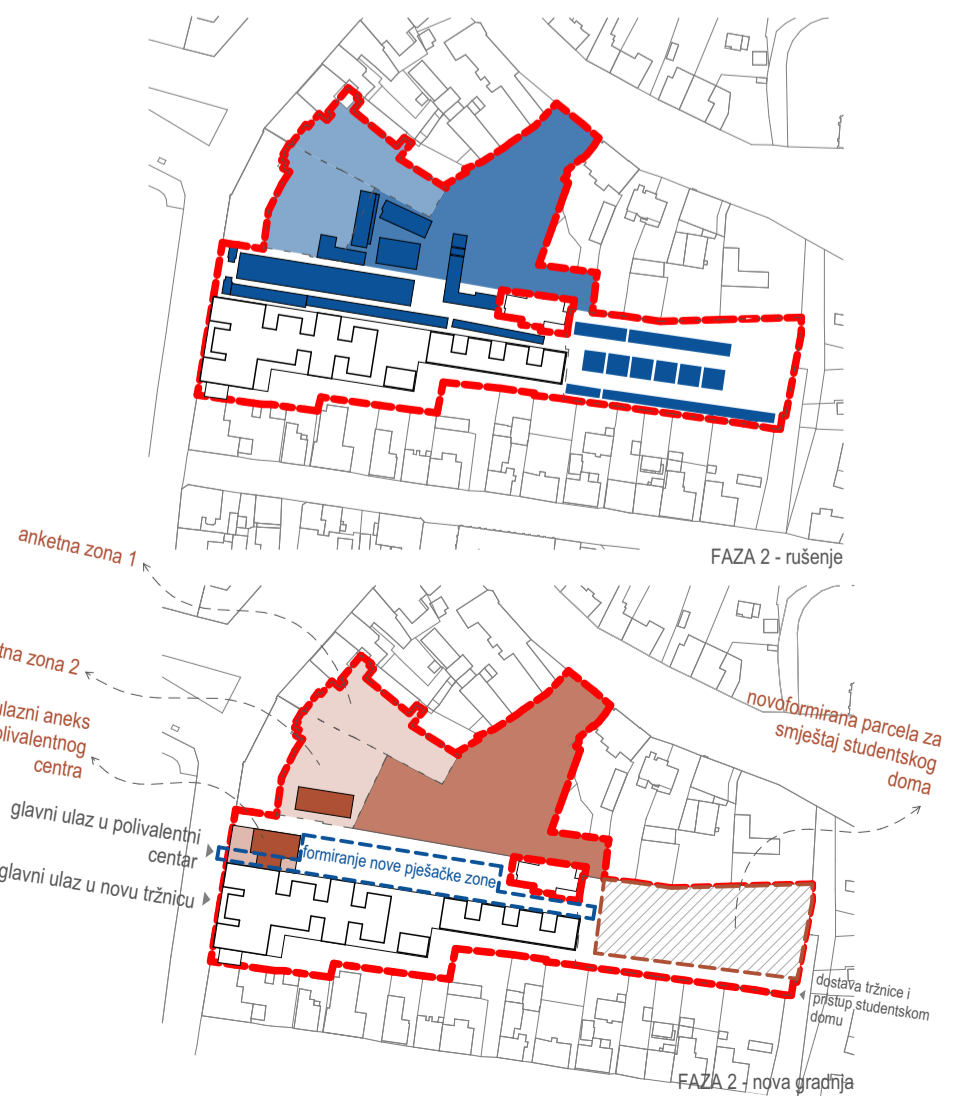 FAZA 2 - rušenje
anketna zona 1
tna zona 2
ulazni aneks
olivalentnog
centra
glavni ulaz u polivalentni
centar
glavni ulaz u novu tržnicu
formiranje nove pješačke zone
novoformirana parcela za
smještaj studentskog
doma
dostava tržnice i
pristup studentskom
domu
FAZA 2 - nova gradnja